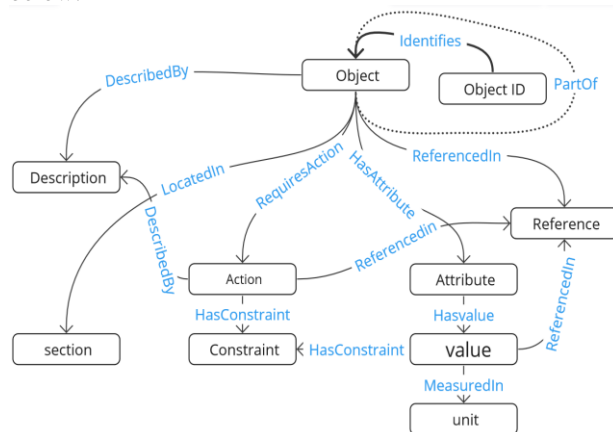 Identifies
Object
Object ID
DescribedBy
PartOf
ReferencedIn
HasAttribute
LocatedIn
RequiresAction
Description
DescribedBy
Reference
Referencedin
ReferencedIn
Action
Attribute
HasConstraint
Hasvalue
section
Constraint
HasConstraint
value
MeasuredIn
unit